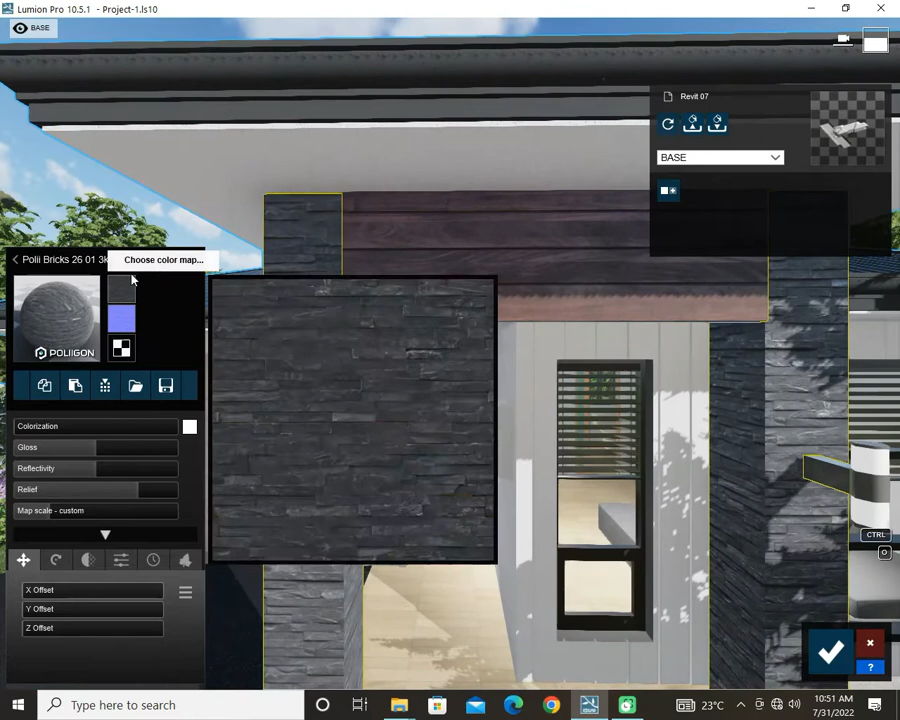 Lumion Pro 10.5.1 - Project-1.ls10
BASE
Revit 07
BASE
Polii Bricks 26 01 3k
Choose color map...
POLIIGON
Colorization
Gloss
Reflectivity
Relief
Map scale - custom
X Offset
Y Offset
Z Offset
CTRL
O
?
Type here to search
23°C
10:51 AM
7/31/2022